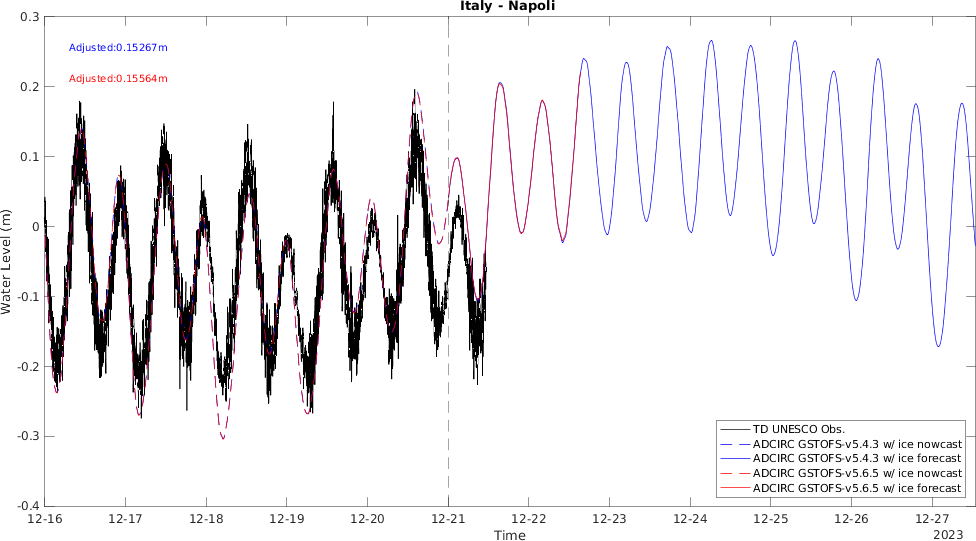 Italy - Napoli
Adjusted:0.15267m
Adjusted:0.15564m
0.3
0.2
0.1
0
-0.1
-0.2
-0.3
-0.4
Water Level (m)
12-16 12-17 12-18 12-19 12-20 12-21 12-22 12-23 12-24 12-25 12-26 12-27
Time
2023
TD UNESCO Obs.
ADCIRC GSTOFS-v5.4.3 w/ ice nowcast
ADCIRC GSTOFS-v5.4.3 w/ ice forecast
ADCIRC GSTOFS-v5.6.5 w/ ice nowcast
ADCIRC GSTOFS-v5.6.5 w/ ice forecast